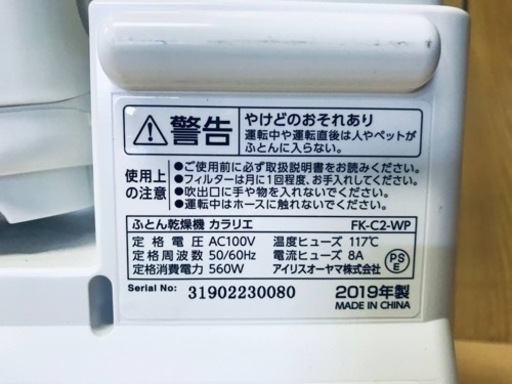 警告
やけどのおそれあり
運転中や運転直後は人やペットが
ふとんに入らない。
使用上
の注意
●ご使用前に必ず取扱説明書をお読みください。
●フィルターは月に1回程度、お手入れしてください。
●吹出口に手や物を入れないでください。
●運転中はホースに触れないでください。
ふとん乾燥機 カラリエ FK-C2-WP
定格電圧 AC100V 温度ヒューズ 117℃
定格周波数 50/60Hz 電流ヒューズ 8A
定格消費電力 560W アイリスオーヤマ株式会社
PS
E
Serial No: 31902230080 2019年製
MADE IN CHINA